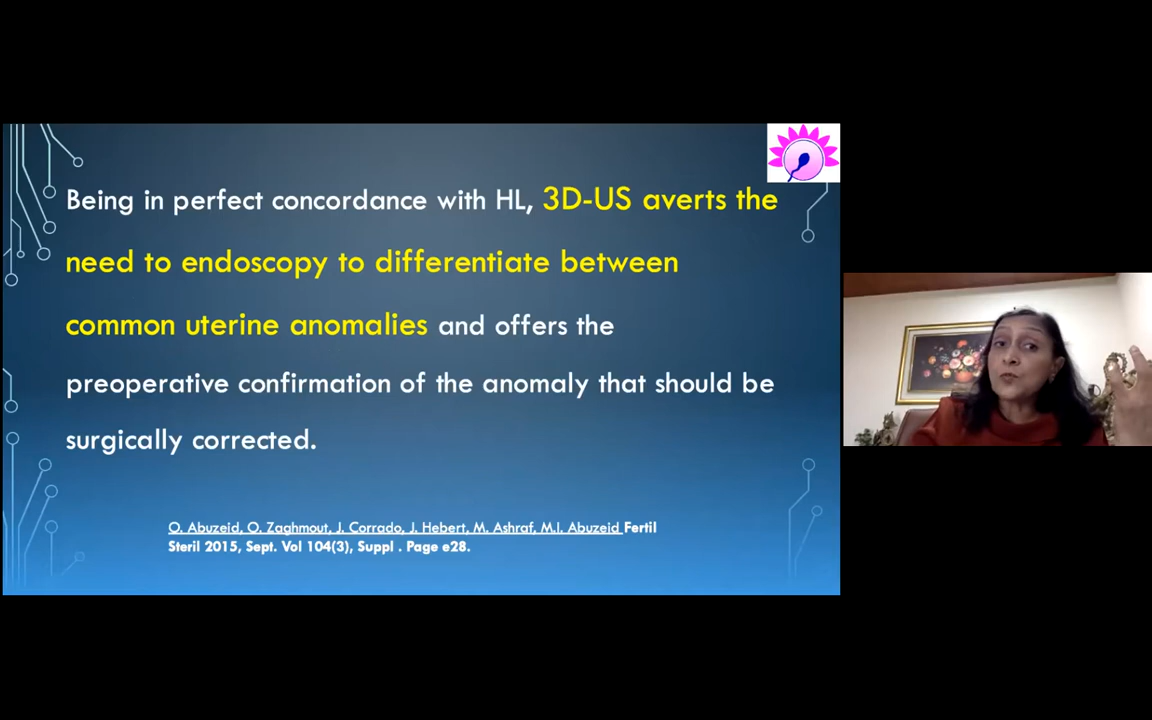 Being in perfect concordance with HL, 3D-US averts the
need to endoscopy to differentiate between
common uterine anomalies and offers the
preoperative confirmation of the anomaly that should be
surgically corrected.
O. Abuzeid, O. Zaghmout, J. Corrado, J. Hebert, M. Ashraf, M.I. Abuzeid Fertil
Steril 2015, Sept. Vol 104(3), Suppl . Page e28.